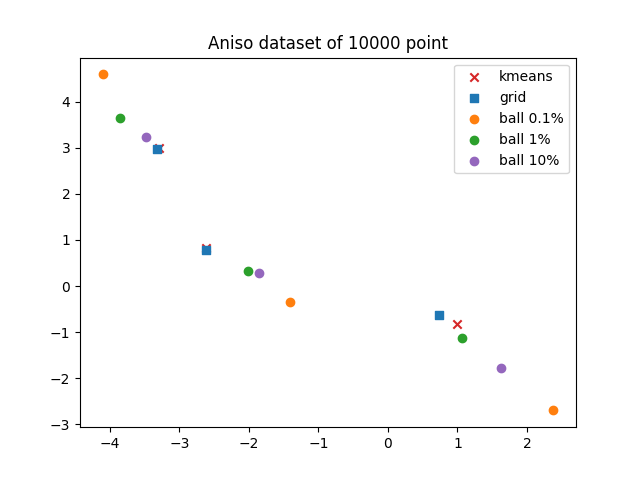 Aniso dataset of 10000 point
kmeans
grid
ball 0.1%
ball 1%
ball 10%
4
3
2
1
0
−1
−2
−3
−4 −3 −2 −1 0 1 2